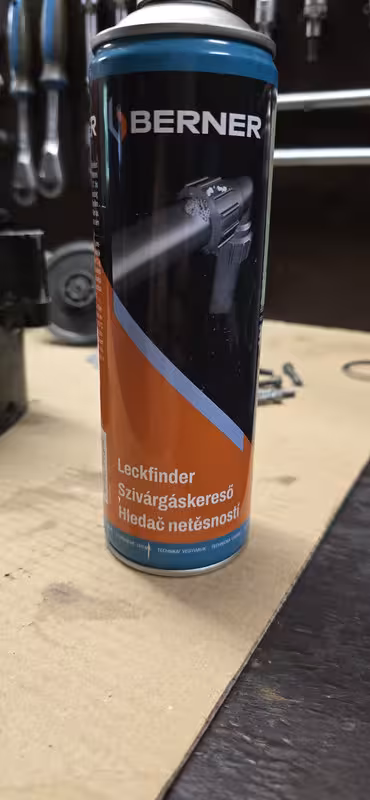 BERNER
Leckfinder
Szivárgáskereső
Hledač netěsností